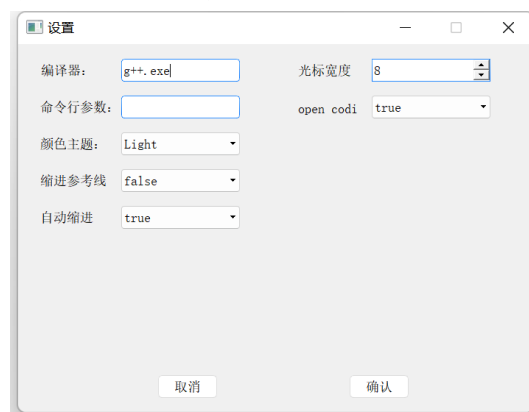 设置
编译器：
g++.exe
命令行参数：
颜色主题：
Light
缩进参考线
false
自动缩进
true
光标宽度
8
open codi
true
取消
确认